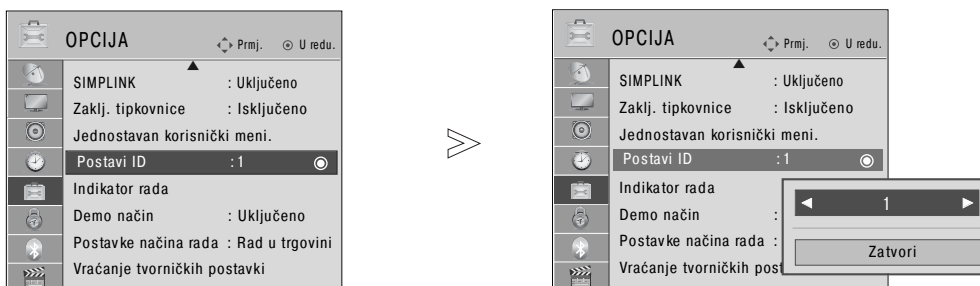 OPCIJA
Prmj.
U redu.
SIMPLINK : Uključeno
Zaklj. tipkovnice : Isključeno
Jednostavan korisnički meni.
Postavi ID : 1
Indikator rada
Demo način : Uključeno
Postavke načina rada : Rad u trgovini
Vraćanje tvorničkih postavki
OPCIJA
Prmj.
U redu.
SIMPLINK : Uključeno
Zaklj. tipkovnice : Isključeno
Jednostavan korisnički meni.
Postavi ID : 1
Indikator rada
Demo način :
Postavke načina rada :
Vraćanje tvorničkih post
1
Zatvori